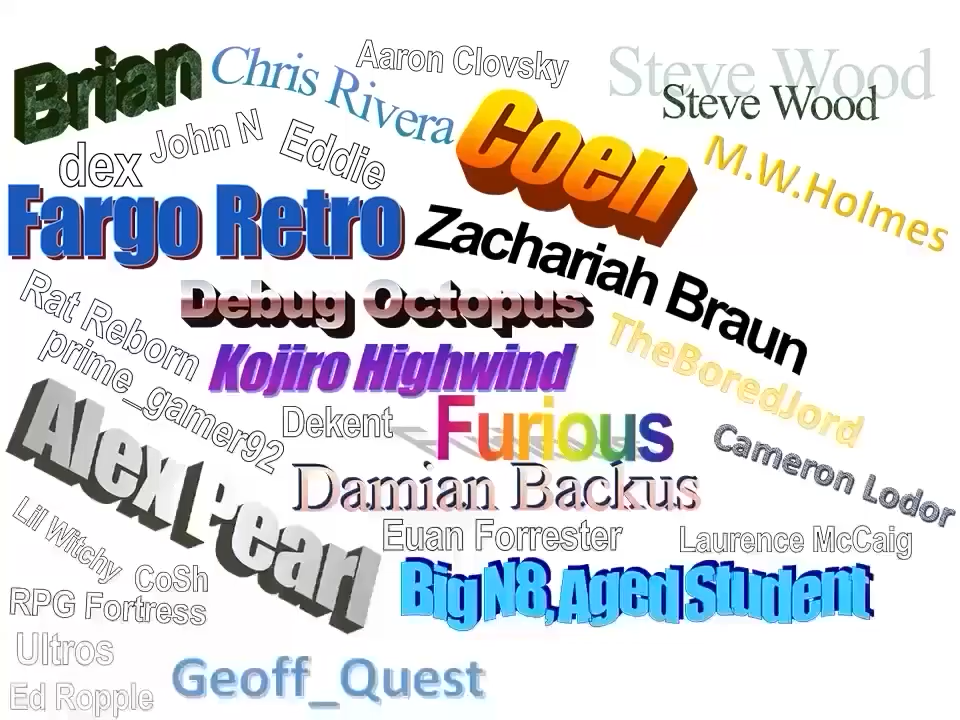 Brian
Chris Rivera
Aaron Clovsky
Steve Wood
Steve Wood
Coen
M.W.Holmes
dex
John N
Eddie
Fargo Retro
Zachariah Braun
Debug Octopus
Rat Reborn
Kojiro Highwind
TheBoredJord
prime_gamer92
Dekent
Furious
Alex Pearl
Cameron Lodor
Damian Backus
Euan Forrester
Laurence McCaig
Lil Witchy
CoSh
Big N8, Aged Student
RPG Fortress
Ultros
Geoff_Quest
Ed Ropple